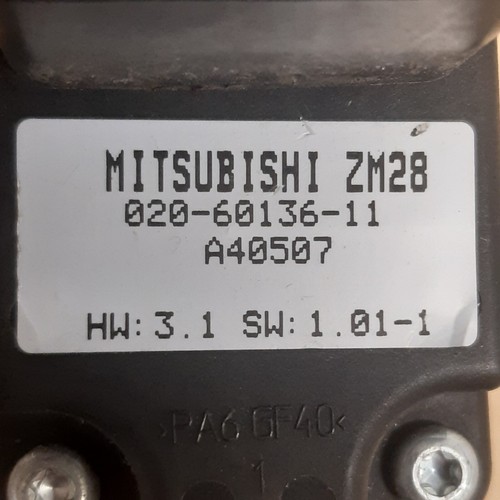 MITSUBISHI ZM28
020-60136-11
A40507
HW: 3.1 SW: 1.01-1
>PA6 GF40<
1